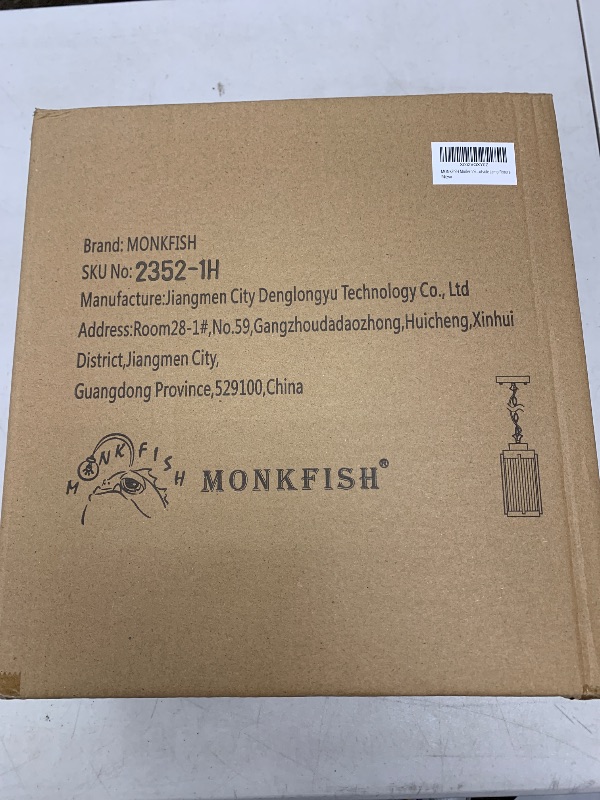 Brand: MONKFISH
SKU No: 2352-1H
Manufacture:Jiangmen City Denglongyu Technology Co., Ltd
Address:Room28-1#,No.59,Gangzhoudadaozhong,Huicheng,Xinhui
District,Jiangmen City,
Guangdong Province,529100,China
MONKFISH
MONKFISH®